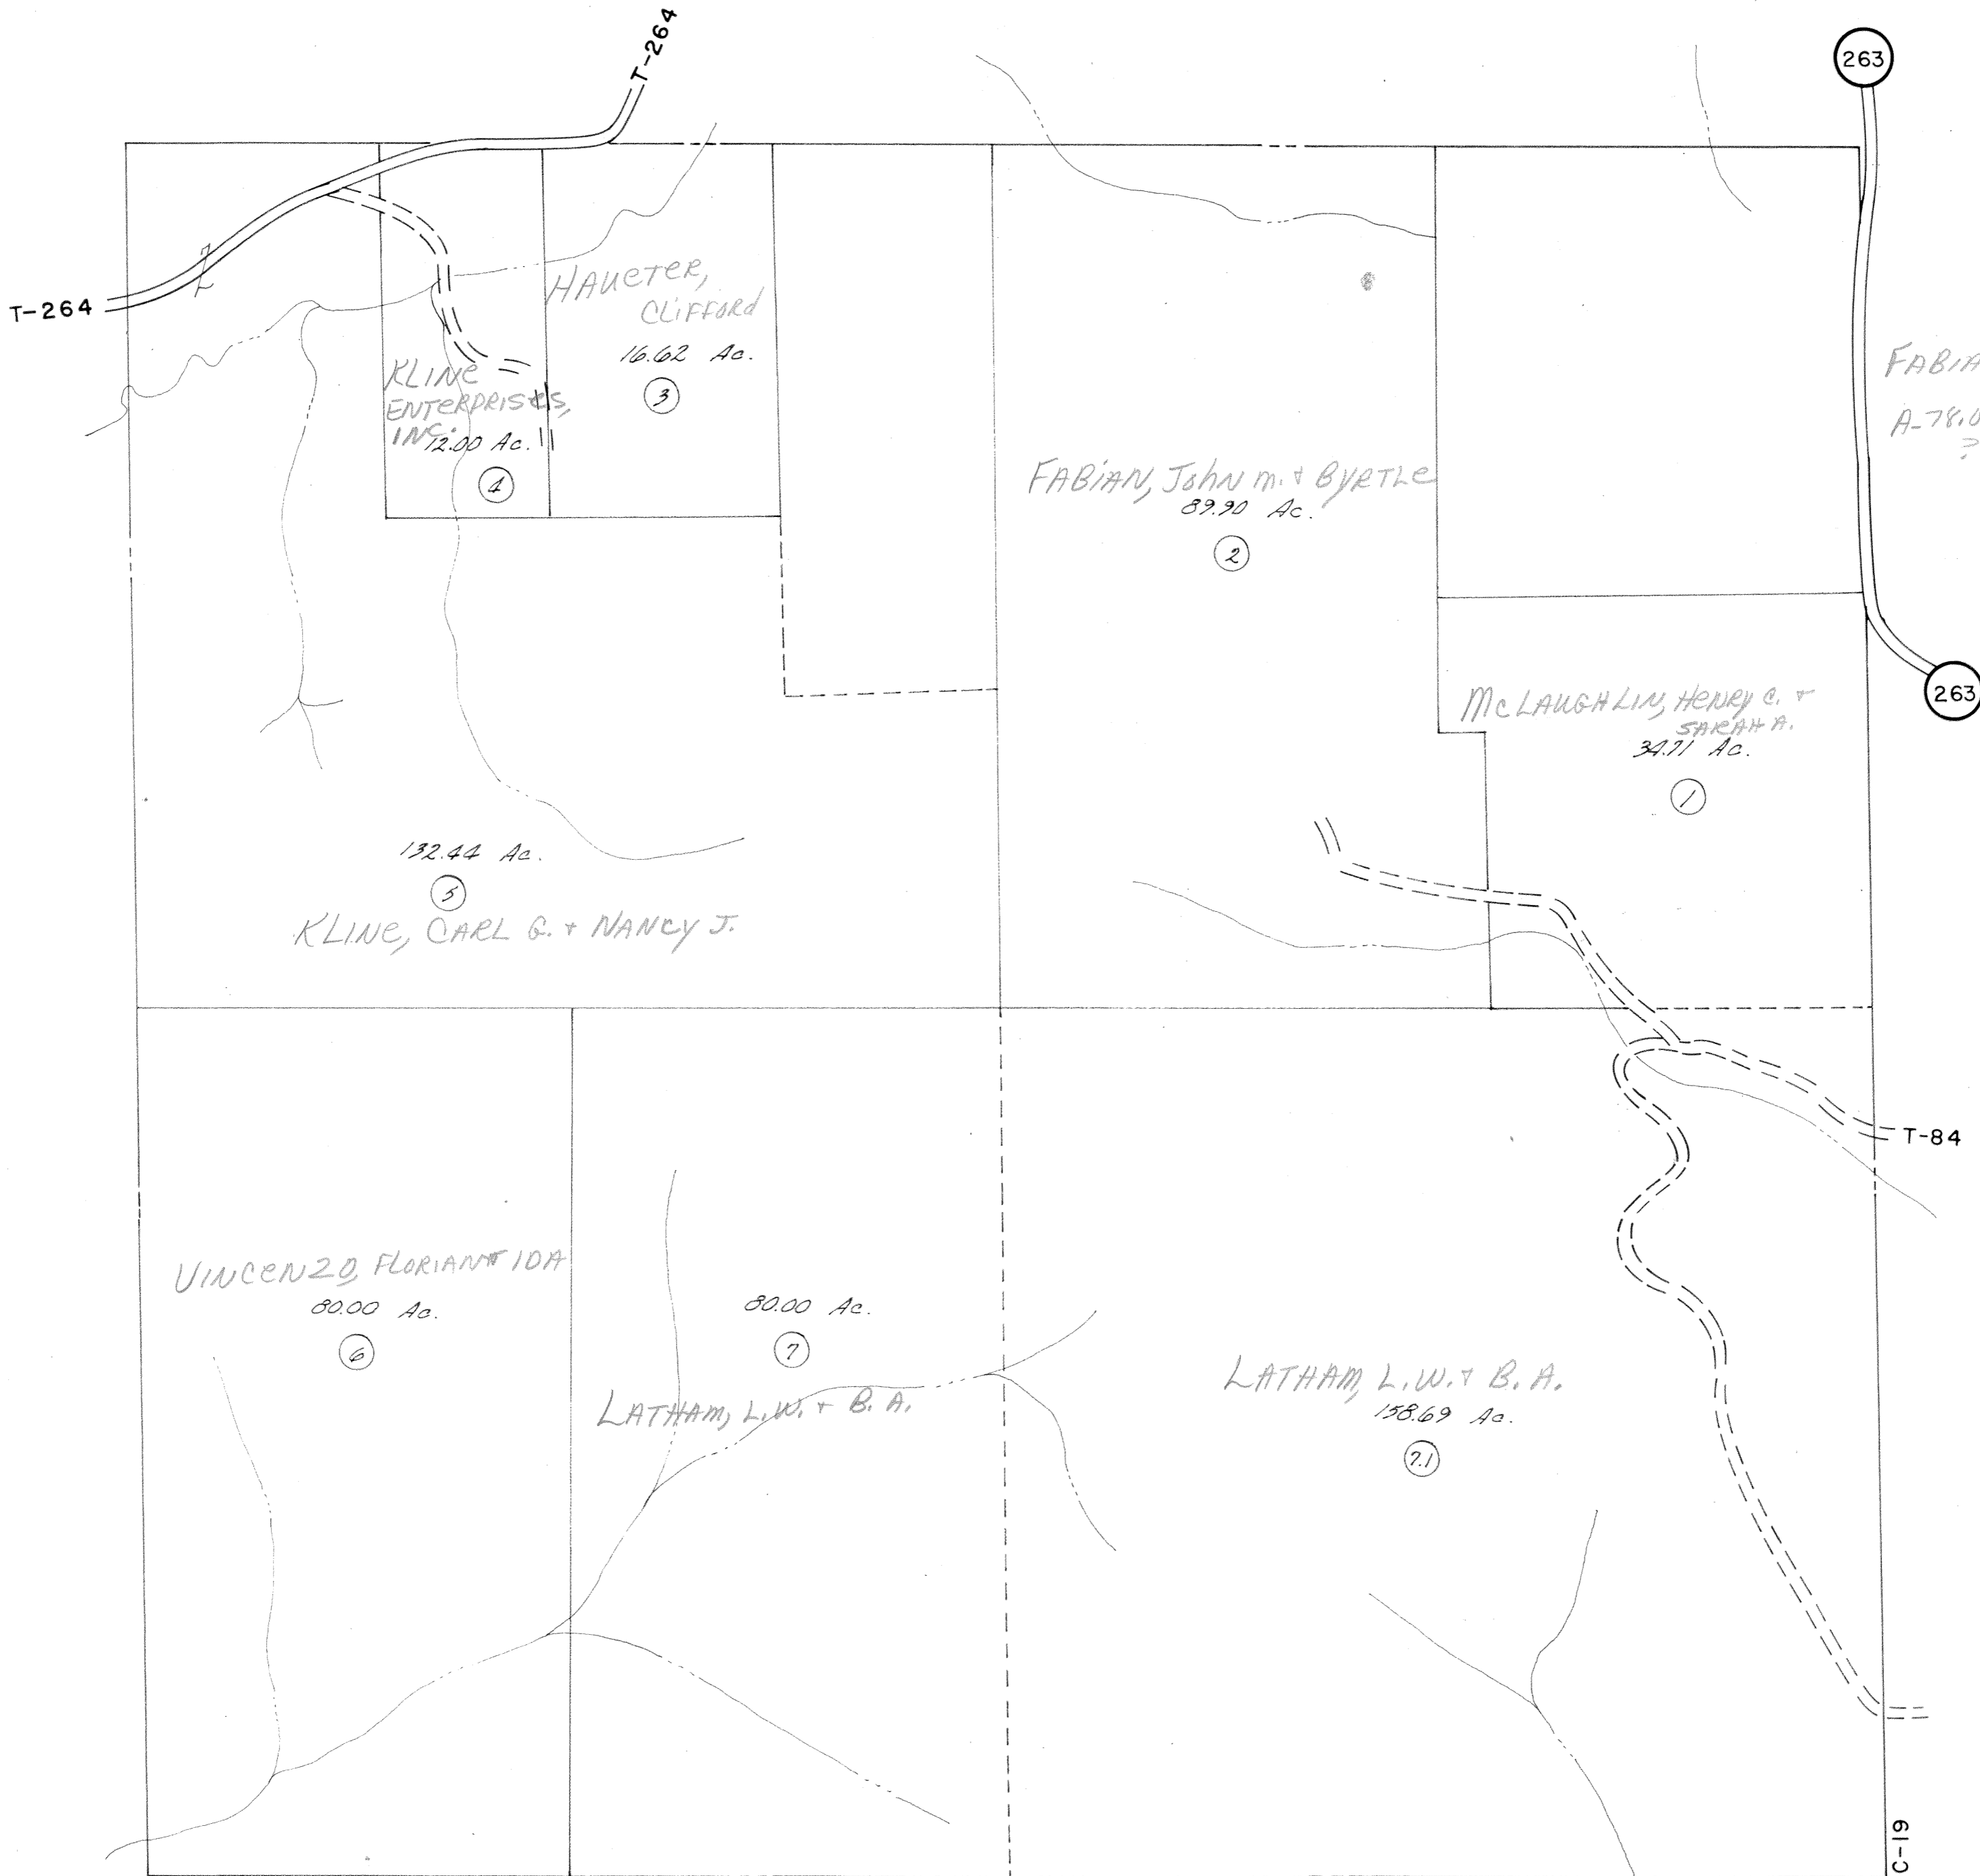 T-264
263
T-264
HAUETER,
CLIFFORD
16.62 Ac.
3
KLINE
ENTERPRISES,
INC.
12.00 Ac.
4
FABIAN, JOHN M. + BYRTLE
89.90 Ac.
2
FABIA
A-78.0
?
263
McLAUGHLIN, HENRY C. +
SARAH A.
34.71 Ac.
1
132.44 Ac.
5
KLINE, CARL G. + NANCY J.
T-84
VINCENZO, FLORIAN + IDA
80.00 Ac.
6
80.00 Ac.
7
LATHAM, L.W. + B.A.
LATHAM, L.W. + B.A.
158.69 Ac.
7.1
C-19